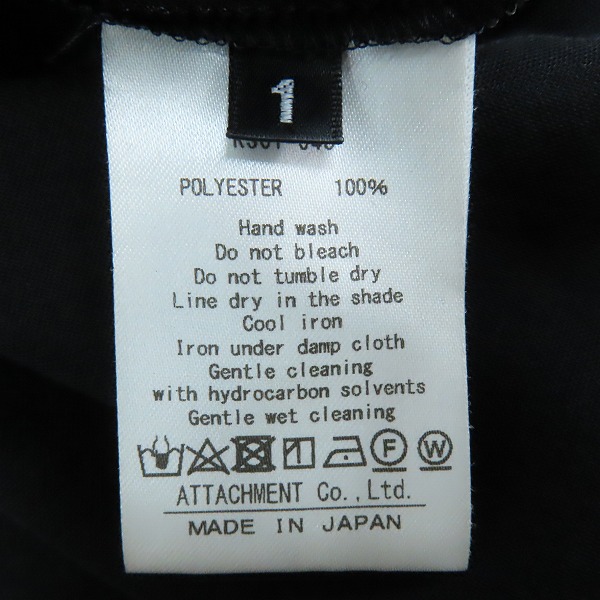 1
POLYESTER 100%
Hand wash
Do not bleach
Do not tumble dry
Line dry in the shade
Cool iron
Iron under damp cloth
Gentle cleaning
with hydrocarbon solvents
Gentle wet cleaning
F W
ATTACHMENT Co.,Ltd.
MADE IN JAPAN